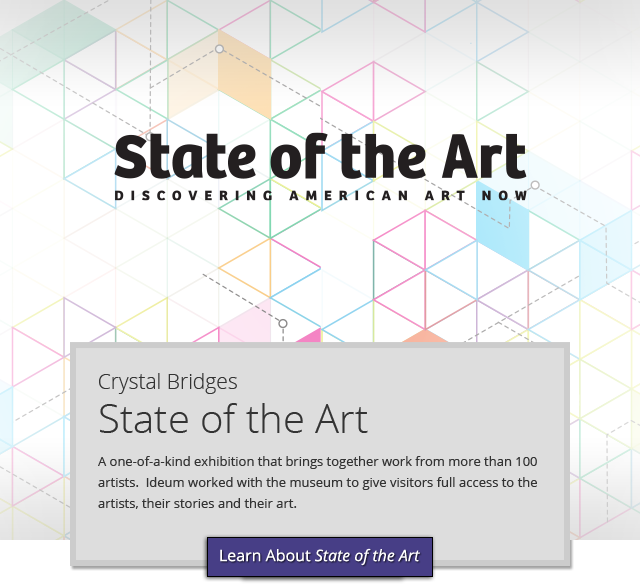 State of the Art
DISCOVERING AMERICAN ART NOW
Crystal Bridges
State of the Art
A one-of-a-kind exhibition that brings together work from more than 100
artists.  Ideum worked with the museum to give visitors full access to the
artists, their stories and their art.
Learn About State of the Art